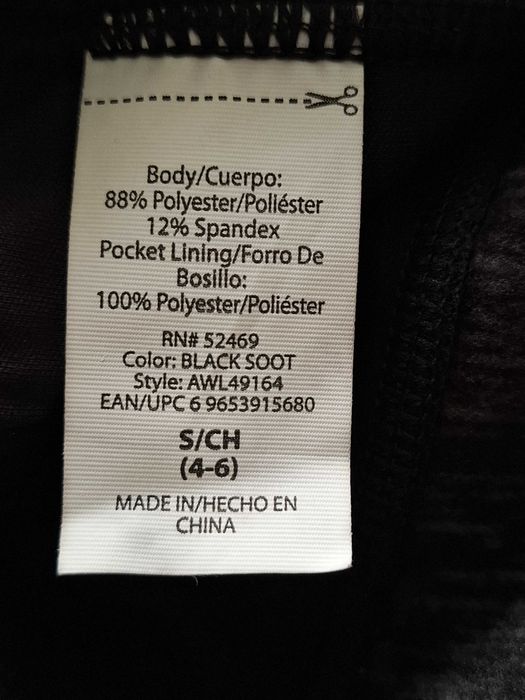 Body/Cuerpo:
88% Polyester/Poliéster
12% Spandex
Pocket Lining/Forro De
Bosillo:
100% Polyester/Poliéster
RN# 52469
Color: BLACK SOOT
Style: AWL49164
EAN/UPC 6 9653915680
S/CH
(4-6)
MADE IN/HECHO EN
CHINA